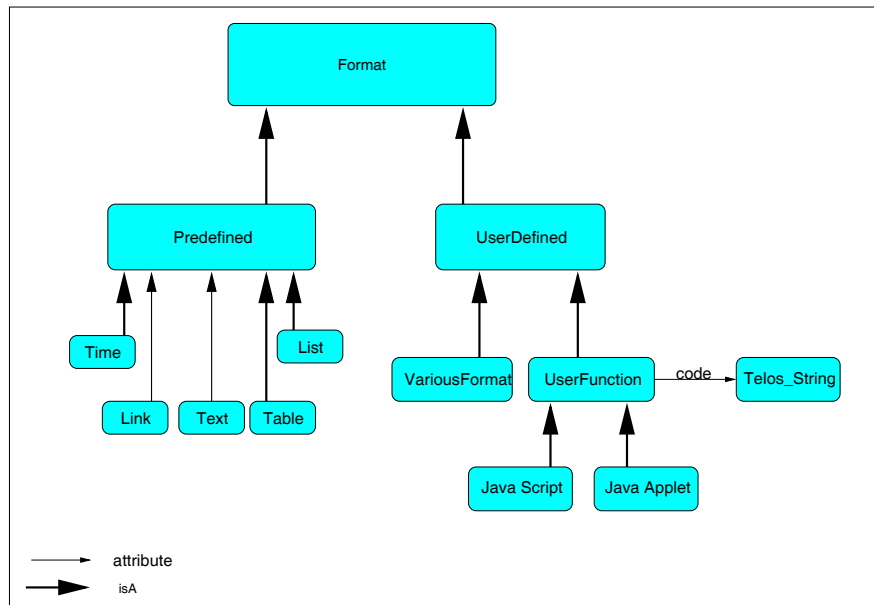 Format
Predefined
UserDefined
Time
List
VariousFormat
UserFunction
code
Telos_String
Link
Text
Table
Java Script
Java Applet
attribute
isA